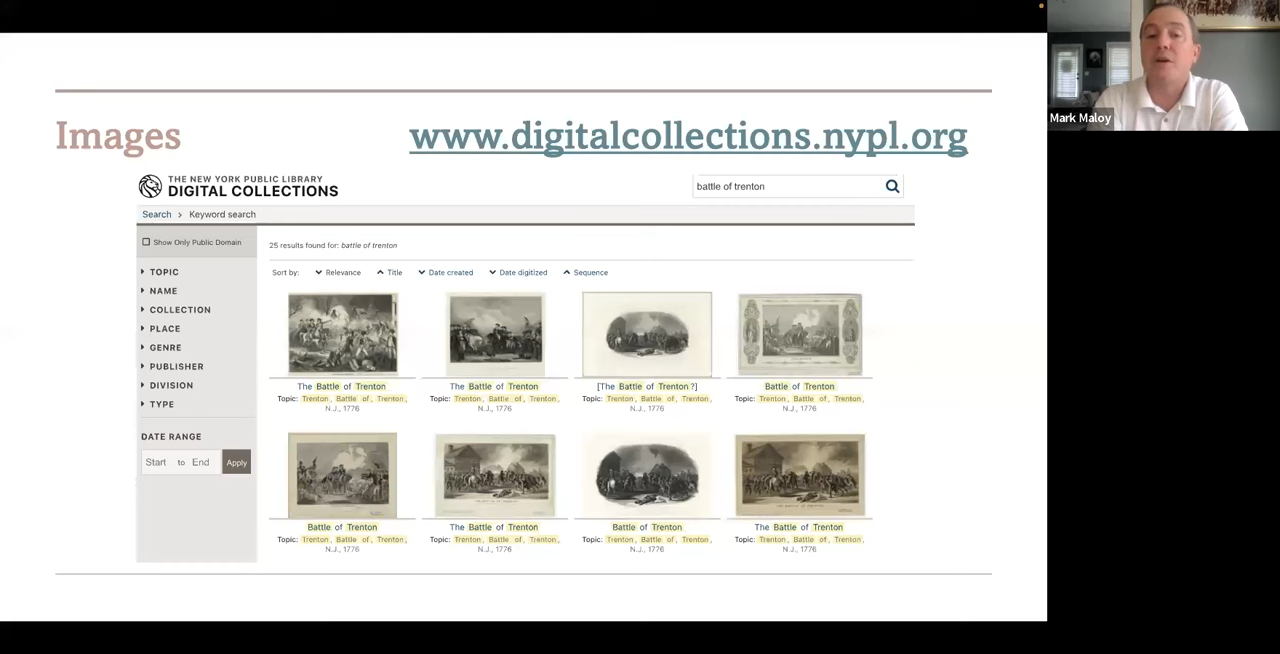 Images
www.digitalcollections.nypl.org
THE NEW YORK PUBLIC LIBRARY
DIGITAL COLLECTIONS
battle of trenton
Search > Keyword search
Show Only Public Domain
TOPIC
NAME
COLLECTION
PLACE
GENRE
PUBLISHER
DIVISION
TYPE
DATE RANGE
Start to End Apply
25 results found for: battle of trenton
Sort by: Relevance Title Date created Date digitized Sequence
The Battle of Trenton
Topic: Trenton, Battle of, Trenton,
N.J., 1776
The Battle of Trenton
Topic: Trenton, Battle of, Trenton,
N.J., 1776
[The Battle of Trenton?]
Topic: Trenton, Battle of, Trenton,
N.J., 1776
Battle of Trenton
Topic: Trenton, Battle of, Trenton,
N.J., 1776
Battle of Trenton
Topic: Trenton, Battle of, Trenton,
N.J., 1776
The Battle of Trenton
Topic: Trenton, Battle of, Trenton,
N.J., 1776
Battle of Trenton
Topic: Trenton, Battle of, Trenton,
N.J., 1776
The Battle of Trenton
Topic: Trenton, Battle of, Trenton,
N.J., 1776
Mark Maloy